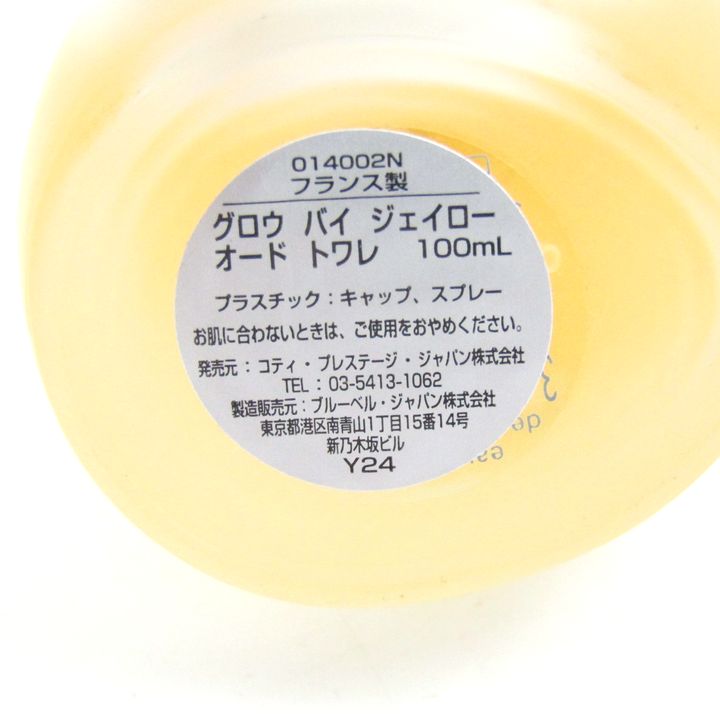 014002N
フランス製
グロウ バイ ジェイロー
オード トワレ 100mL
プラスチック：キャップ、スプレー
お肌に合わないときは、ご使用をおやめください。
発売元：コティ・プレステージ・ジャパン株式会社
TEL：03-5413-1062
製造販売元：ブルーベル・ジャパン株式会社
東京都港区南青山1丁目15番14号
新乃木坂ビル
Y24